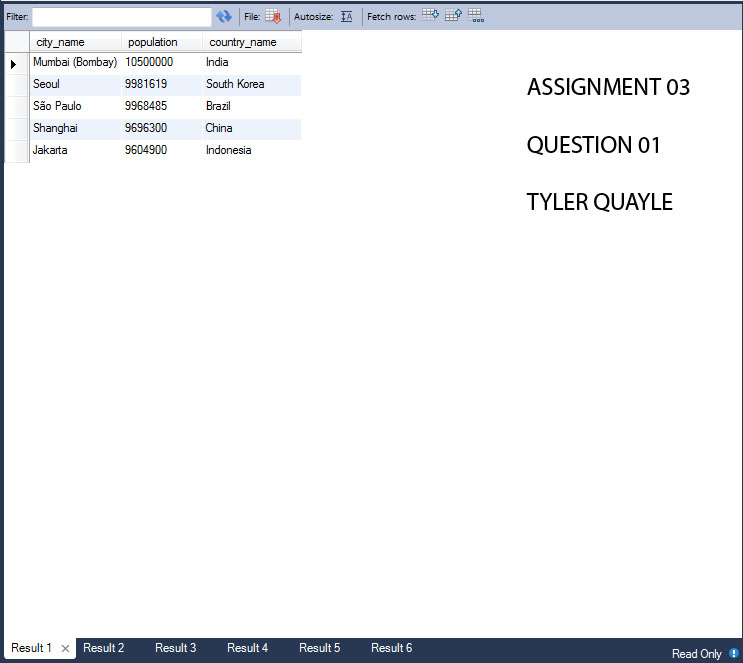 Filter: File: Autosize: Fetch rows:
city_name population country_name
Mumbai (Bombay) 10500000 India
Seoul 9981619 South Korea
São Paulo 9968485 Brazil
Shanghai 9696300 China
Jakarta 9604900 Indonesia
ASSIGNMENT 03
QUESTION 01
TYLER QUAYLE
Result 1 Result 2 Result 3 Result 4 Result 5 Result 6
Read Only